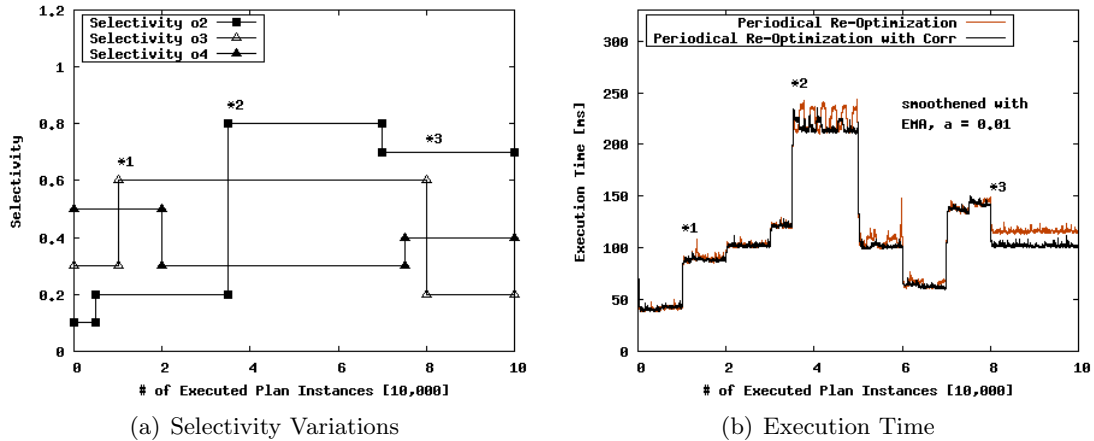 1.2
1
0.8
0.6
0.4
0.2
0
Selectivity
Selectivity o2
Selectivity o3
Selectivity o4
*1
*2
*3
0 2 4 6 8 10
# of Executed Plan Instances [10,000]
(a) Selectivity Variations
300
250
200
150
100
50
0
Execution Time [ms]
Periodical Re-Optimization
Periodical Re-Optimization with Corr
*2
smoothened with
EMA, a = 0.01
*1
*3
0 2 4 6 8 10
# of Executed Plan Instances [10,000]
(b) Execution Time